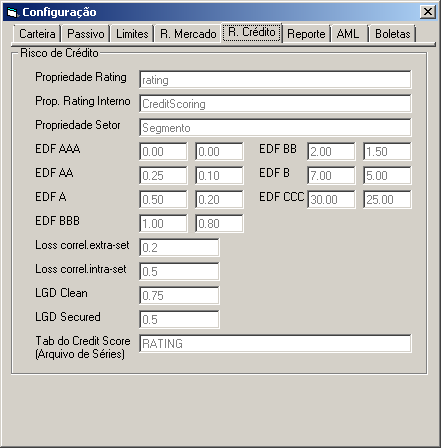 Configuração
Carteira Passivo Limites R. Mercado R. Crédito Reporte AML Boletas
Risco de Crédito
Propriedade Rating rating
Prop. Rating Interno CreditScoring
Propriedade Setor Segmento
EDF AAA 0.00 0.00 EDF BB 2.00 1.50
EDF AA 0.25 0.10 EDF B 7.00 5.00
EDF A 0.50 0.20 EDF CCC 30.00 25.00
EDF BBB 1.00 0.80
Loss correl.extra-set 0.2
Loss correl.intra-set 0.5
LGD Clean 0.75
LGD Secured 0.5
Tab do Credit Score RATING
(Arquivo de Séries)